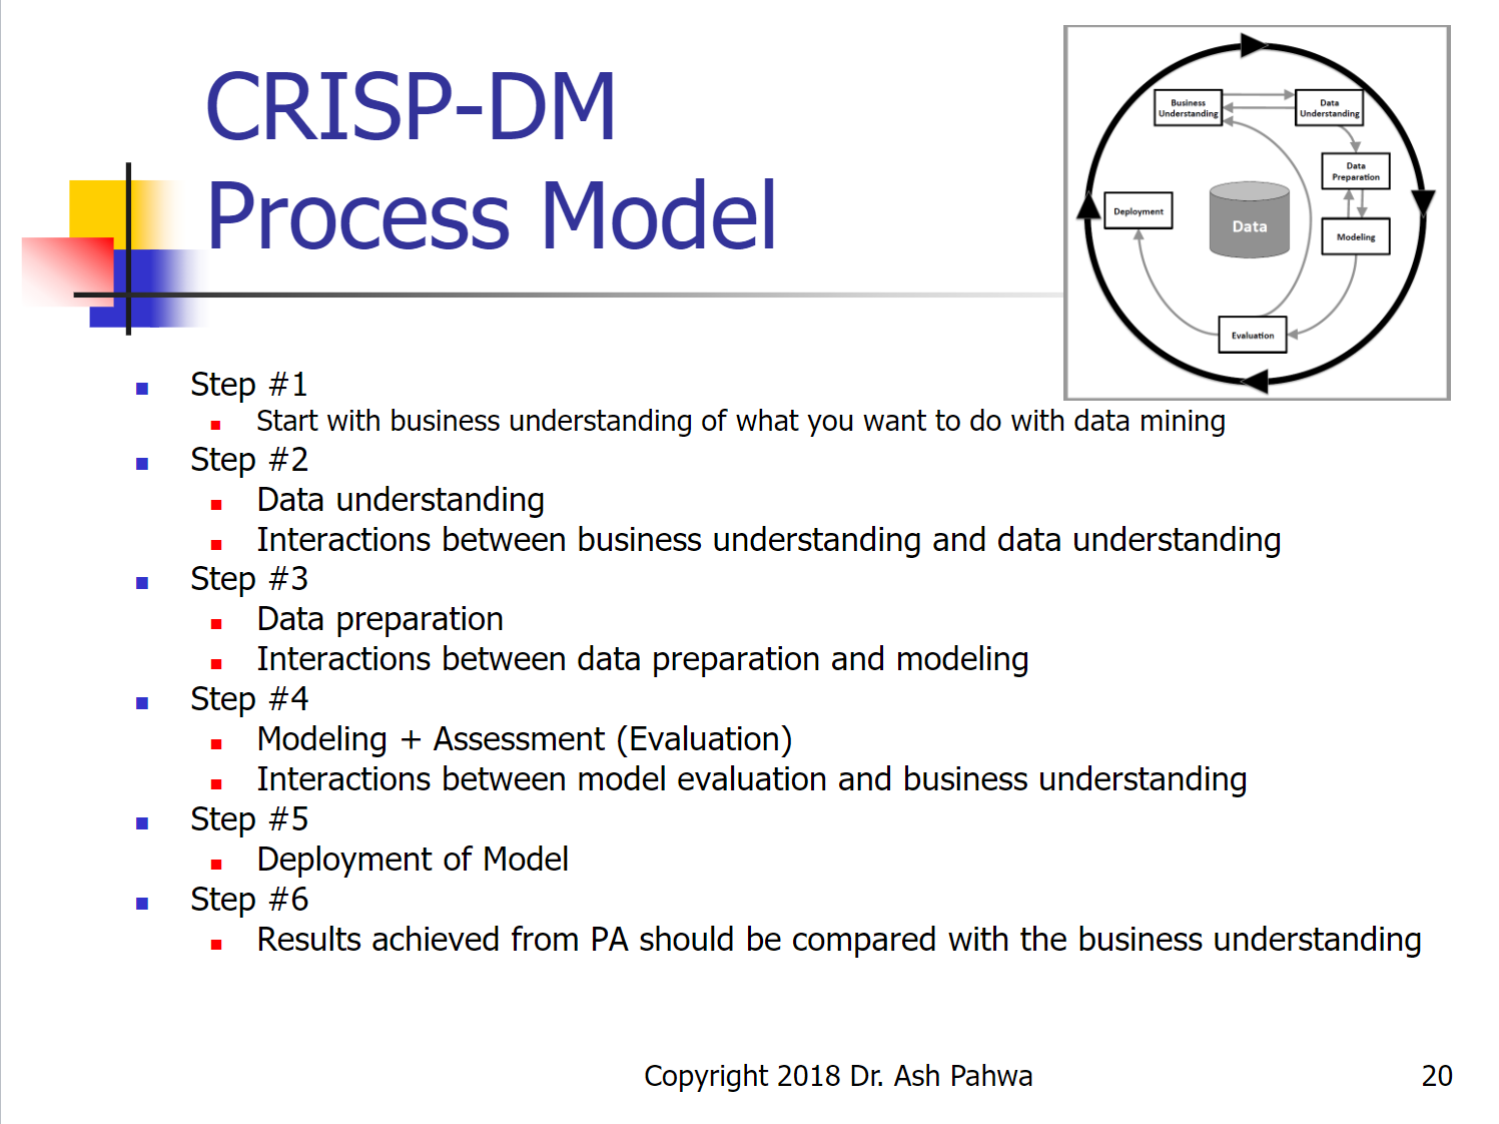 CRISP-DM
Process Model
Business
Understanding
Data
Understanding
Data
Preparation
Deployment
Data
Modeling
Evaluation
Step #1
Start with business understanding of what you want to do with data mining
Step #2
Data understanding
Interactions between business understanding and data understanding
Step #3
Data preparation
Interactions between data preparation and modeling
Step #4
Modeling + Assessment (Evaluation)
Interactions between model evaluation and business understanding
Step #5
Deployment of Model
Step #6
Results achieved from PA should be compared with the business understanding
Copyright 2018 Dr. Ash Pahwa
20